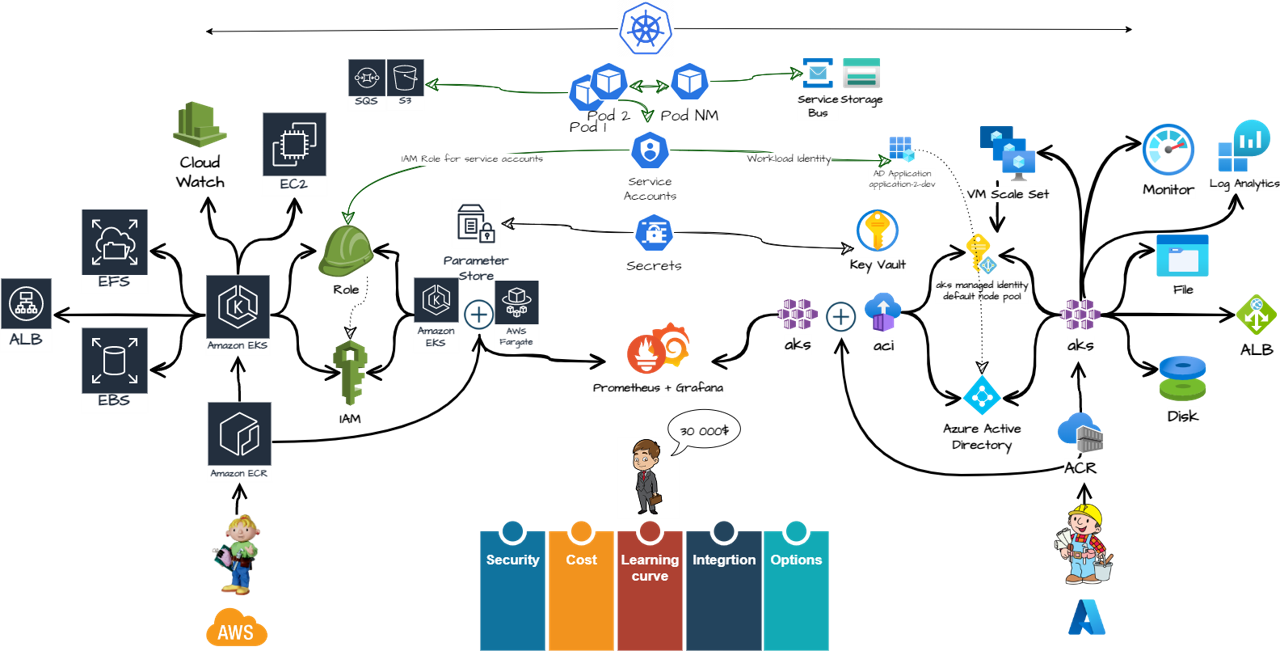 SQS
S3
Pod 2
Pod 1
Pod NM
Service
Bus
Storage
Cloud
Watch
EC2
IAM Role for service accounts
Workload Identity
Service
Accounts
AD Application
application-2-dev
VM Scale Set
Monitor
Log Analytics
EFS
Role
Parameter
Store
Secrets
Key Vault
aks managed identity
default node pool
File
ALB
Amazon EKS
Amazon
EKS
AWS
Fargate
aks
aci
aks
ALB
EBS
IAM
Prometheus + Grafana
Disk
30 000$
Azure Active
Directory
Amazon ECR
ACR
Security
Cost
Learning
curve
Integrtion
Options
AWS